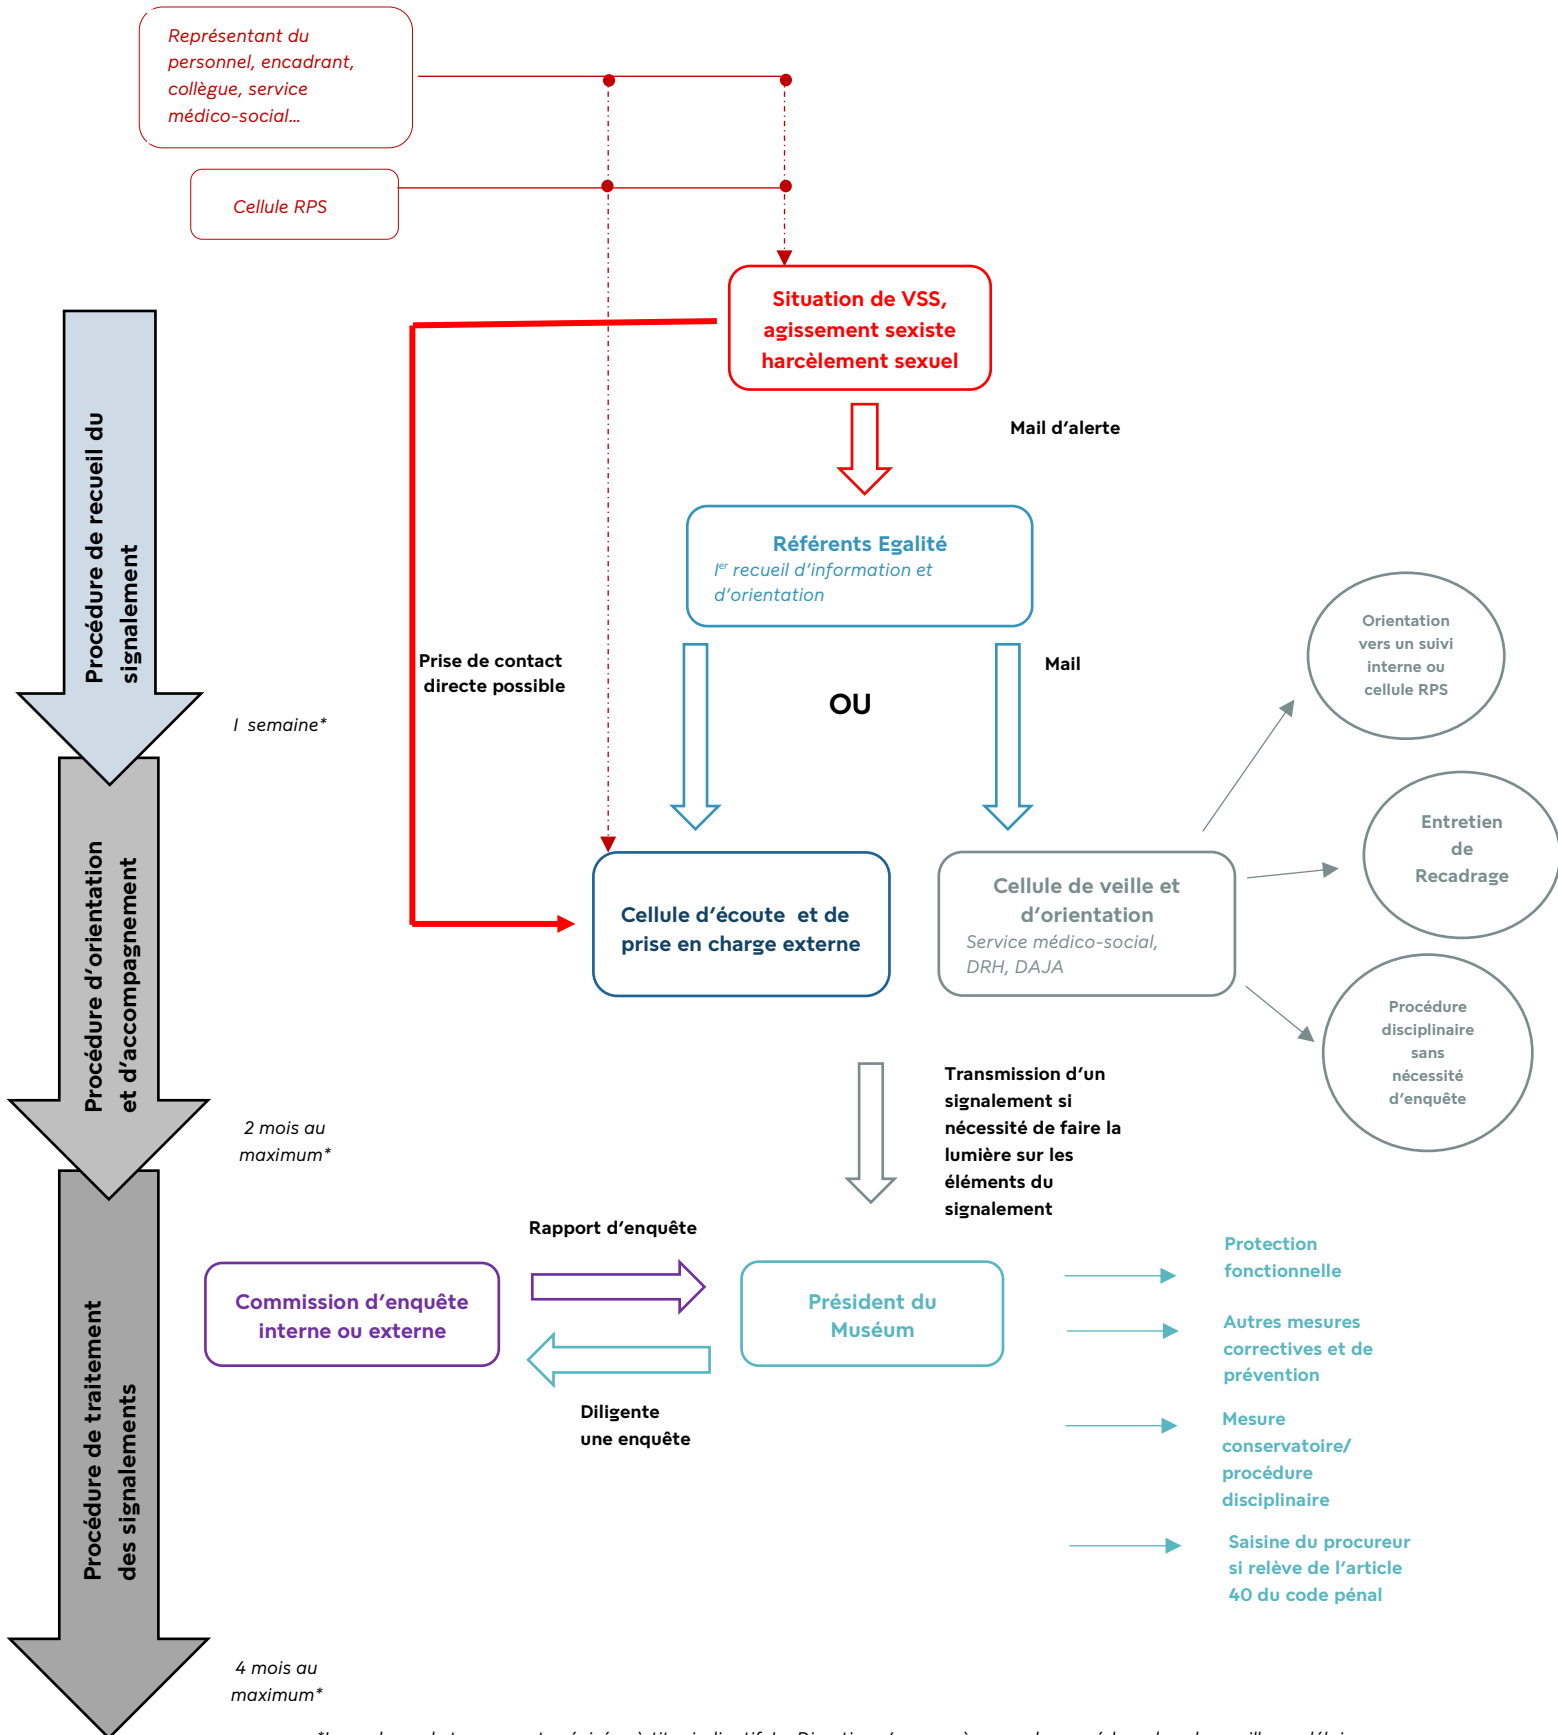 Représentant du
personnel, encadrant,
collègue, service
médico-social...
Cellule RPS
Situation de VSS,
agissement sexiste
harcèlement sexuel
Mail d'alerte
Procédure de recueil du
signalement
Référents Egalité
1er recueil d'information et
d'orientation
Prise de contact
directe possible
Mail
OU
1 semaine*
Orientation
vers un suivi
interne ou
cellule RPS
Entretien
de
Recadrage
Procédure
disciplinaire
sans
nécessité
d'enquête
Procédure d'orientation
et d'accompagnement
Cellule d'écoute et de
prise en charge externe
Cellule de veille et
d'orientation
Service médico-social,
DRH, DAJA
2 mois au
maximum*
Transmission d'un
signalement si
nécessité de faire la
lumière sur les
éléments du
signalement
Procédure de traitement
des signalements
Rapport d'enquête
Commission d'enquête
interne ou externe
Président du
Muséum
Diligente
une enquête
Protection
fonctionnelle
Autres mesures
correctives et de
prévention
Mesure
conservatoire/
procédure
disciplinaire
Saisine du procureur
si relève de l'article
40 du code pénal
4 mois au
maximum*